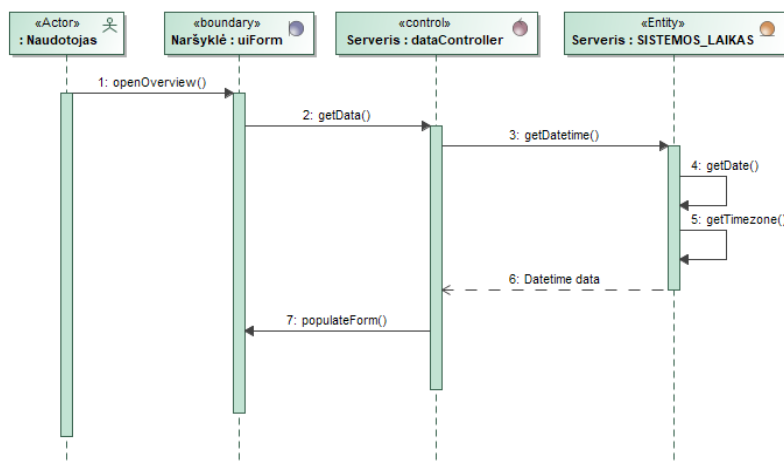 «Actor»
: Naudotojas
«boundary»
Naršyklė : uiForm
«control»
Serveris : dataController
«Entity»
Serveris : SISTEMOS_LAIKAS
1: openOverview()
2: getData()
3: getDatetime()
4: getDate()
5: getTimezone()
6: Datetime data
7: populateForm()